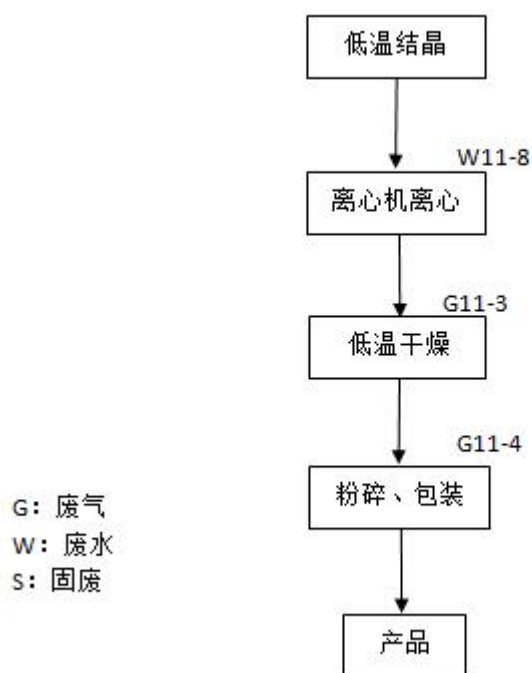 低温结晶
W11-8
离心机离心
G11-3
低温干燥
G11-4
粉碎、包装
G：废气
W：废水
S：固废
产品